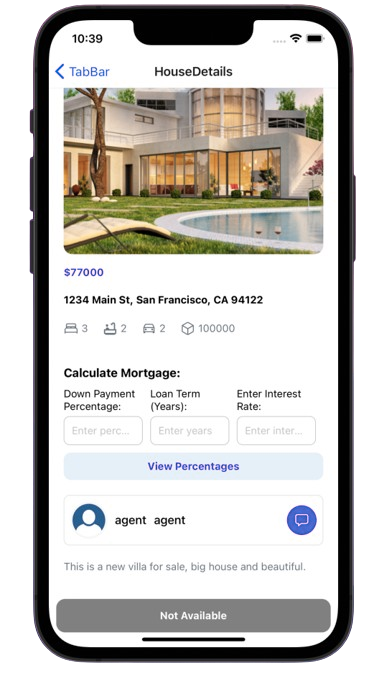 10:39
TabBar
HouseDetails
$77000
1234 Main St, San Francisco, CA 94122
3 2 2 100000
Calculate Mortgage:
Down Payment Loan Term Enter Interest
Percentage: (Years): Rate:
Enter perc... Enter years Enter inter...
View Percentages
agent agent
This is a new villa for sale, big house and beautiful.
Not Available